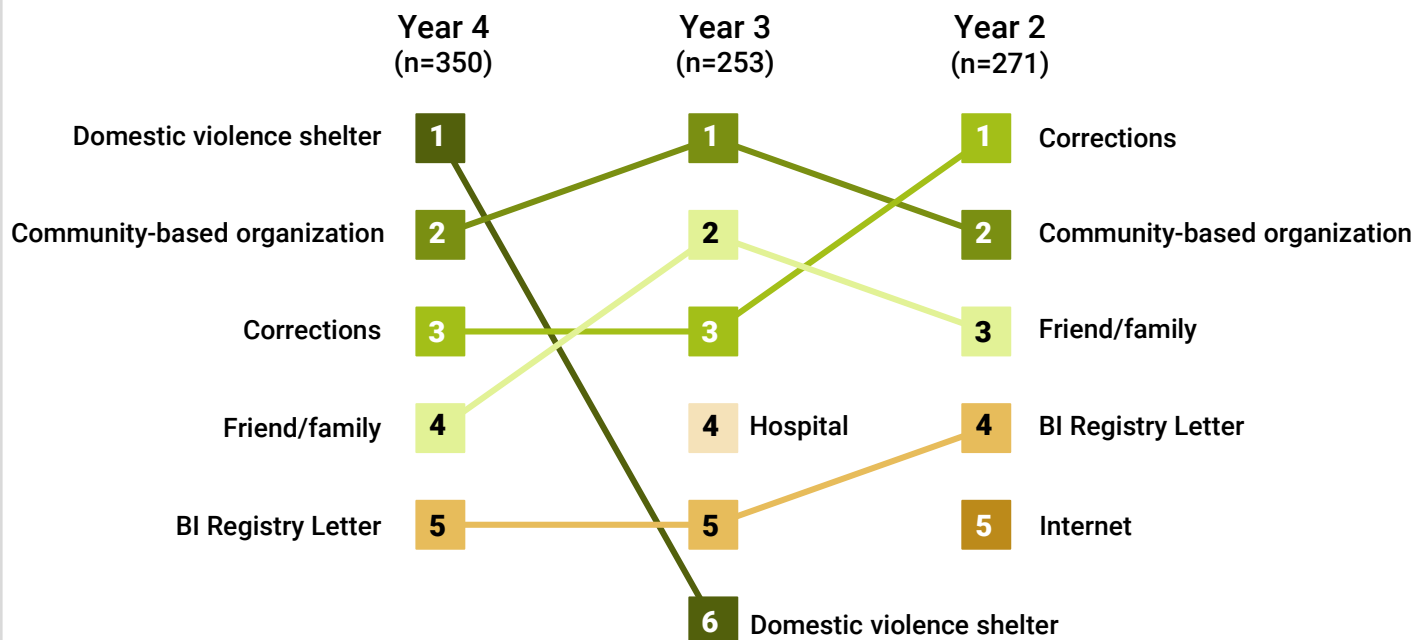 Year 4
(n=350)
Year 3
(n=253)
Year 2
(n=271)
Domestic violence shelter 1 1 1 Corrections
Community-based organization 2 2 2 Community-based organization
Corrections 3 3 3 Friend/family
Friend/family 4 4 Hospital 4 BI Registry Letter
BI Registry Letter 5 5 5 Internet
6 Domestic violence shelter